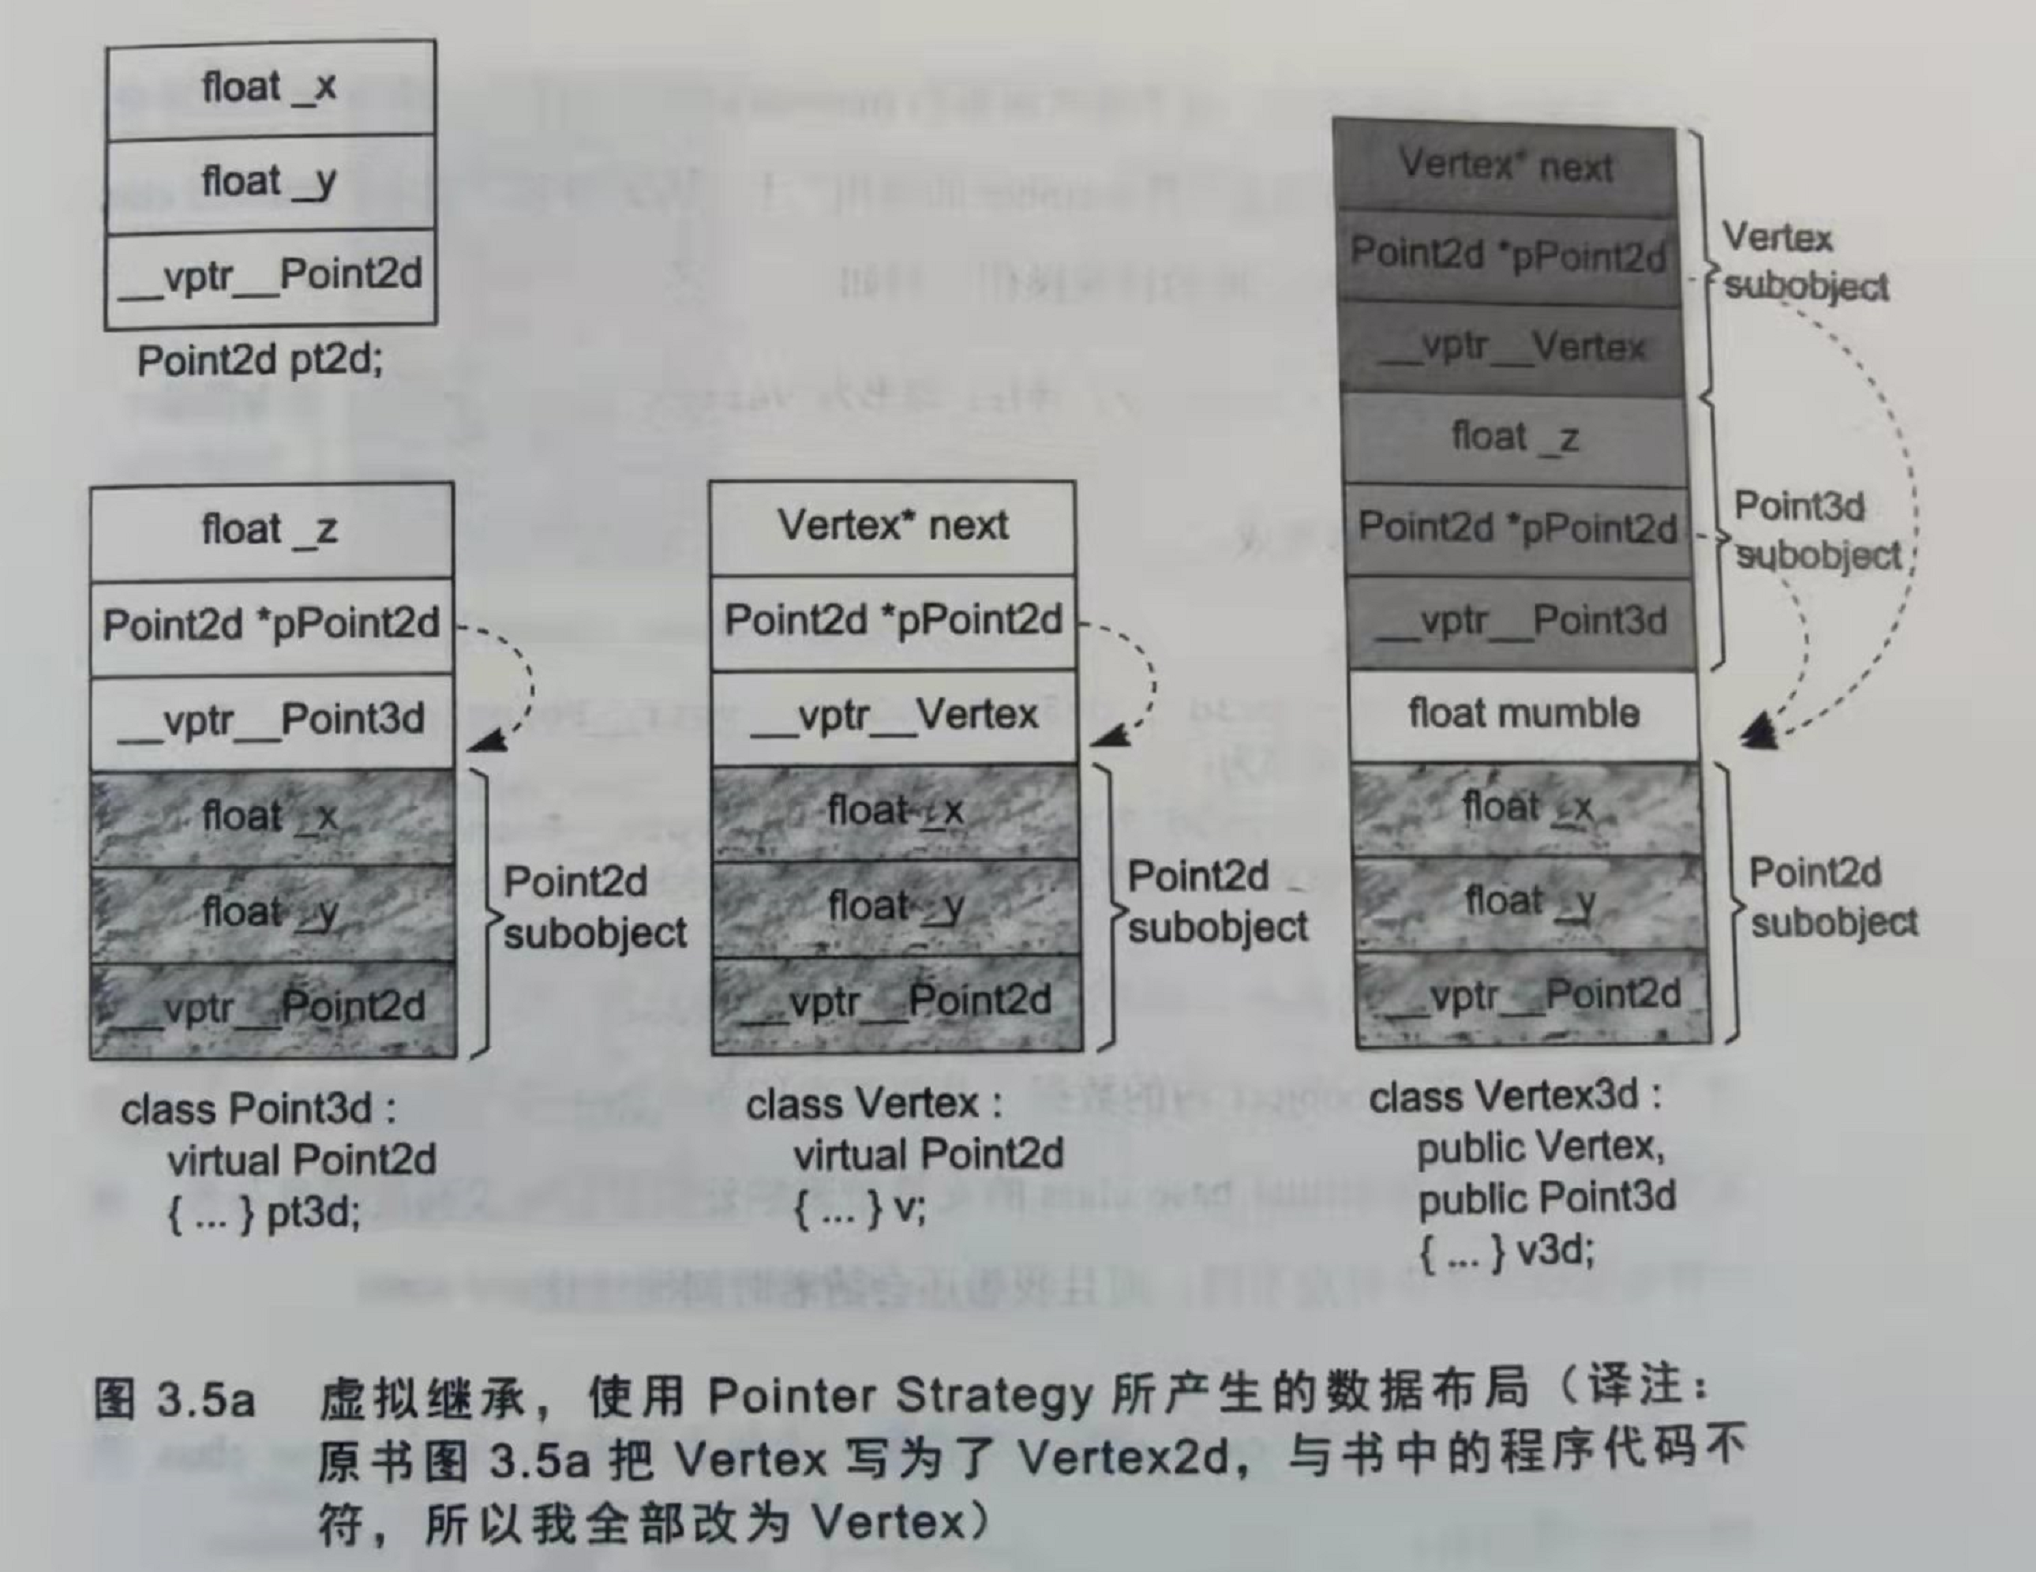 float _x
float _y
__vptr__Point2d
Point2d pt2d;
float _z
Point2d *pPoint2d
__vptr__Point3d
float _x
float _y
__vptr__Point2d
Point2d
subobject
class Point3d :
virtual Point2d
{ ... } pt3d;
Vertex* next
Point2d *pPoint2d
__vptr__Vertex
float _x
float _y
__vptr__Point2d
Point2d
subobject
class Vertex :
virtual Point2d
{ ... } v;
Vertex* next
Point2d *pPoint2d
__vptr__Vertex
Vertex
subobject
float _z
Point2d *pPoint2d
__vptr__Point3d
Point3d
subobject
float mumble
float _x
float _y
__vptr__Point2d
Point2d
subobject
class Vertex3d :
public Vertex,
public Point3d
{ ... } v3d;
图 3.5a 虚拟继承，使用 Pointer Strategy 所产生的数据布局（译注：
原书图 3.5a 把 Vertex 写为了 Vertex2d，与书中的程序代码不
符，所以我全部改为 Vertex）